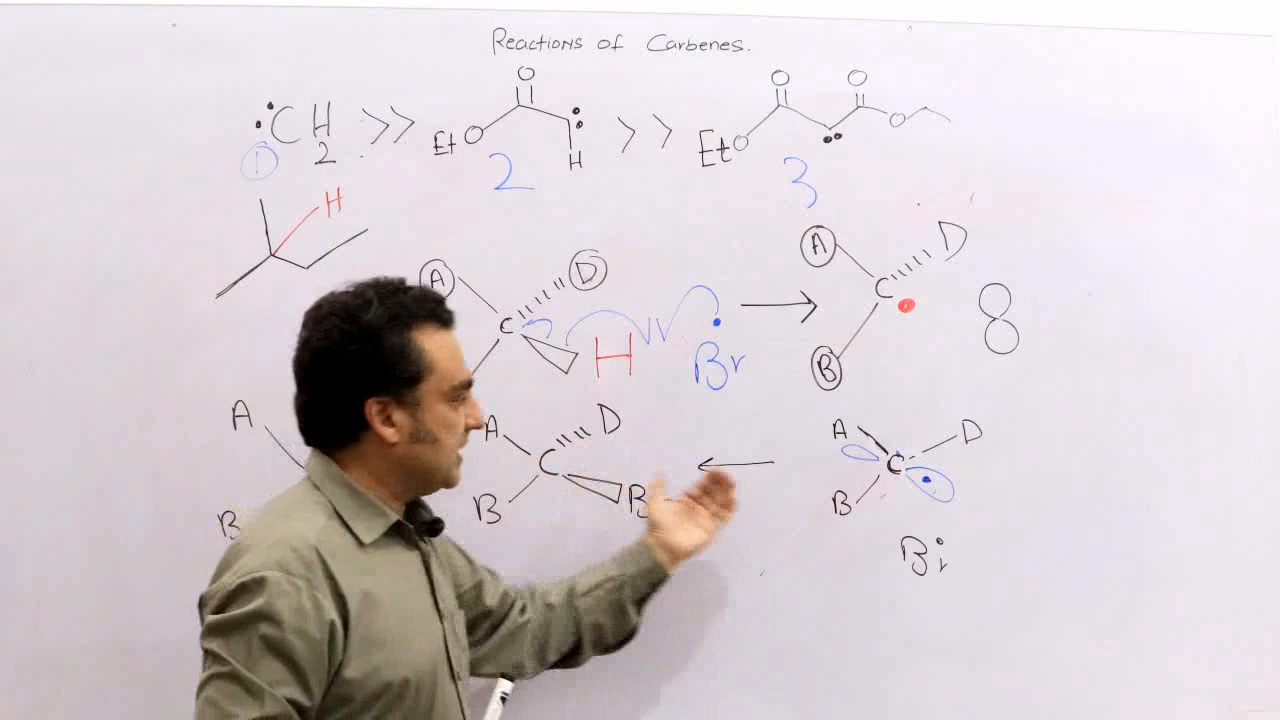 Reactions of Carbenes.
:CH2 >> EtO O : H >> EtO O O O
1 2 3
H
A D C H Br
A D C B 8
A B
A D C B B
A D C B
Br